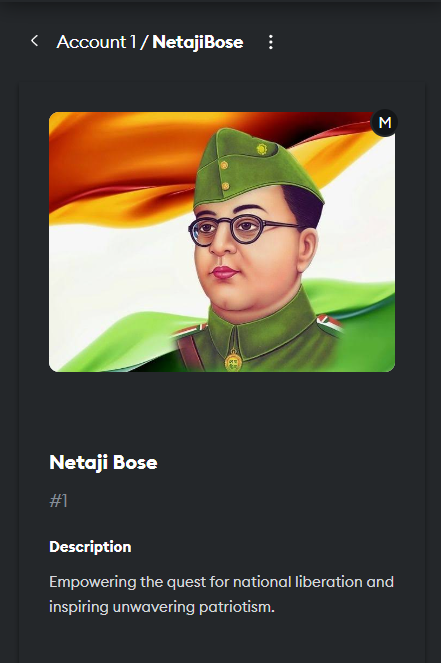 Account 1 / NetajiBose
M
Netaji Bose
#1
Description
Empowering the quest for national liberation and
inspiring unwavering patriotism.